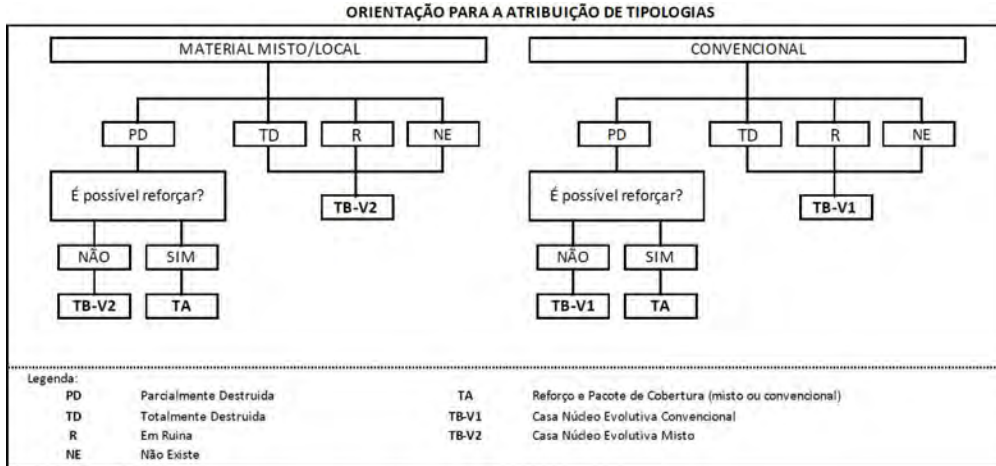 ORIENTAÇÃO PARA A ATRIBUIÇÃO DE TIPOLOGIAS
MATERIAL MISTO/LOCAL
CONVENCIONAL
PD TD R NE
PD TD R NE
É possível reforçar?
TB-V2
É possível reforçar?
TB-V1
NÃO SIM
NÃO SIM
TB-V2 TA
TB-V1 TA
Legenda:
PD Parcialmente Destruida
TD Totalmente Destruida
R Em Ruina
NE Não Existe
TA Reforço e Pacote de Cobertura (misto ou convencional)
TB-V1 Casa Núcleo Evolutiva Convencional
TB-V2 Casa Núcleo Evolutiva Misto